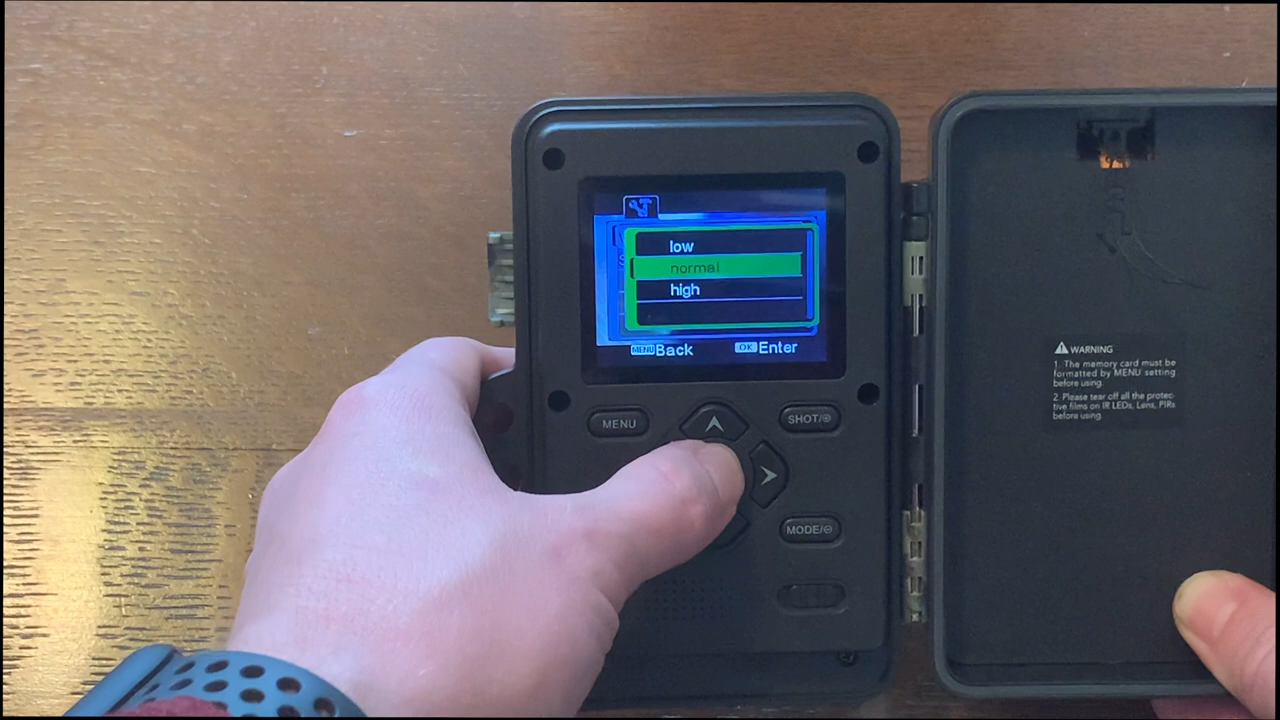 low
normal
high
MENU Back
OK Enter
MENU
SHOT/
MODE/
WARNING
1. The memory card must be
formatted by MENU setting
before using.
2. Please tear off all the protec-
tive films on IR LEDs, Lens, PIRs
before using.